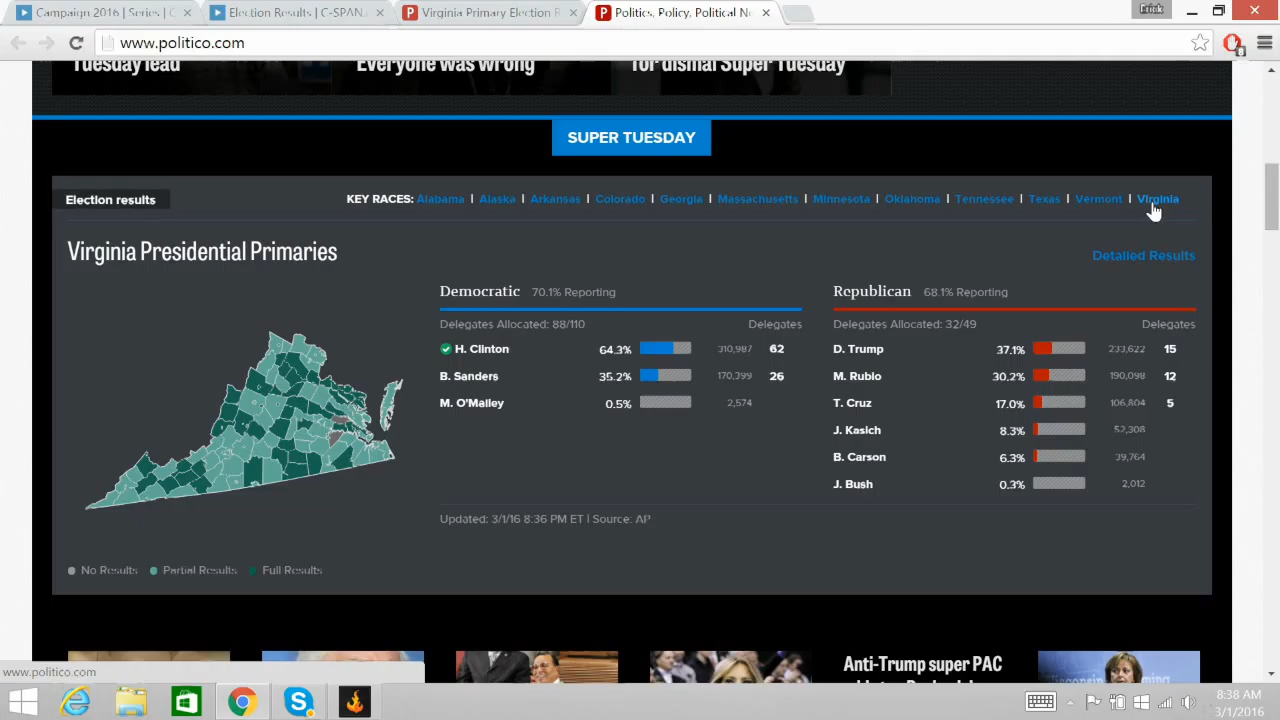 Campaign 2016 | Series | C
Election Results | C-SPAN.
Virginia Primary Election R
Politics, Policy, Political Ne
Erick
www.politico.com
Tuesday lead
Everyone was wrong
for dismal Super Tuesday
SUPER TUESDAY
Election results
KEY RACES: Alabama | Alaska | Arkansas | Colorado | Georgia | Massachusetts | Minnesota | Oklahoma | Tennessee | Texas | Vermont | Virginia
Virginia Presidential Primaries
Detailed Results
Democratic 70.1% Reporting
Delegates Allocated: 88/110 Delegates
H. Clinton 64.3% 310,987 62
B. Sanders 35.2% 170,399 26
M. O'Malley 0.5% 2,574
Republican 68.1% Reporting
Delegates Allocated: 32/49 Delegates
D. Trump 37.1% 233,622 15
M. Rubio 30.2% 190,098 12
T. Cruz 17.0% 106,804 5
J. Kasich 8.3% 52,308
B. Carson 6.3% 39,764
J. Bush 0.3% 2,012
Updated: 3/1/16 8:36 PM ET | Source: AP
No Results Partial Results Full Results
Anti-Trump super PAC
www.politico.com
8:38 AM
3/1/2016